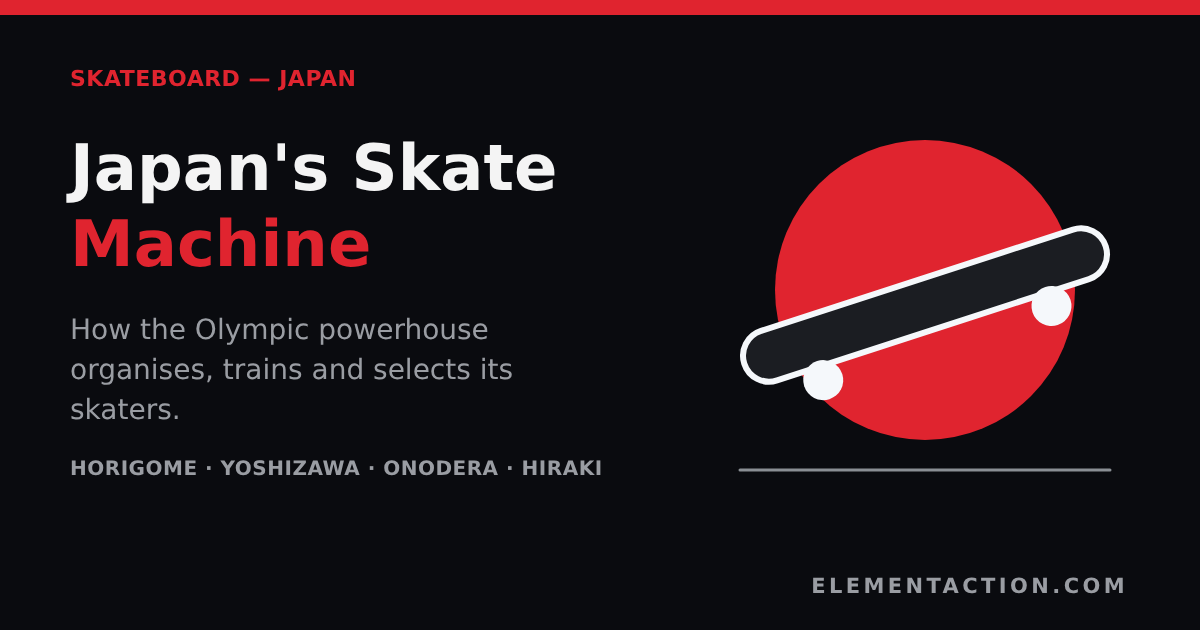 SKATEBOARD — JAPAN
Japan's Skate
Machine
How the Olympic powerhouse
organises, trains and selects its
skaters.
HORIGOME · YOSHIZAWA · ONODERA · HIRAKI
ELEMENTACTION.COM